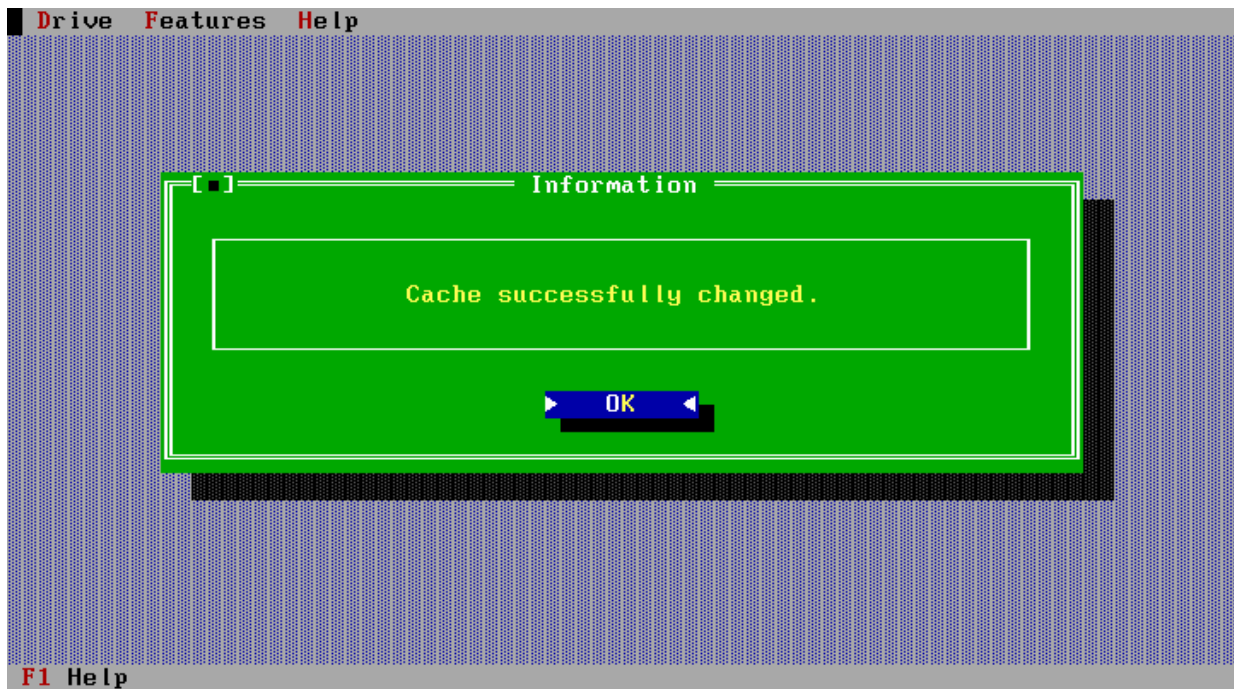 Drive Features Help
[■] Information
Cache successfully changed.
OK
F1 Help